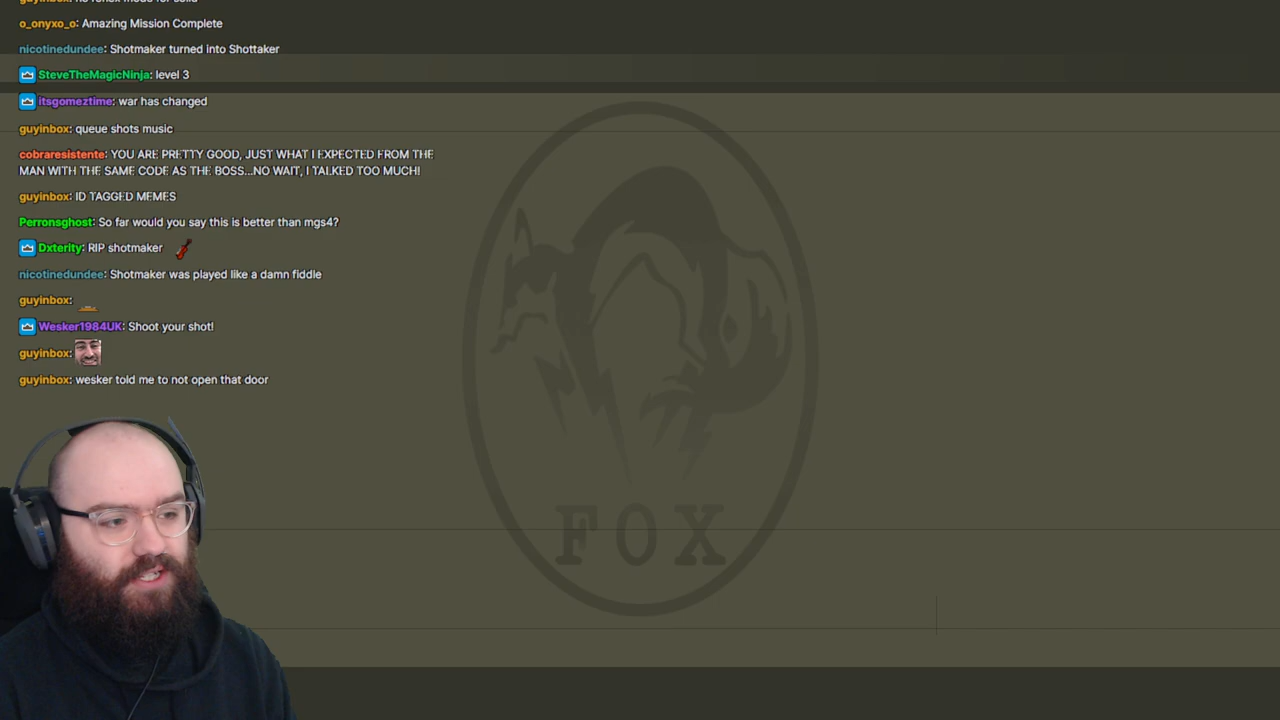 o_onyxo_o: Amazing Mission Complete
nicotinedundee: Shotmaker turned into Shottaker
SteveTheMagicNinja: level 3
itsgomeztime: war has changed
guyinbox: queue shots music
cobraresistente: YOU ARE PRETTY GOOD, JUST WHAT I EXPECTED FROM THE
MAN WITH THE SAME CODE AS THE BOSS...NO WAIT, I TALKED TOO MUCH!
guyinbox: ID TAGGED MEMES
Perronsghost: So far would you say this is better than mgs4?
Dxterity: RIP shotmaker
nicotinedundee: Shotmaker was played like a damn fiddle
guyinbox:
Wesker1984UK: Shoot your shot!
guyinbox:
guyinbox: wesker told me to not open that door
FOX